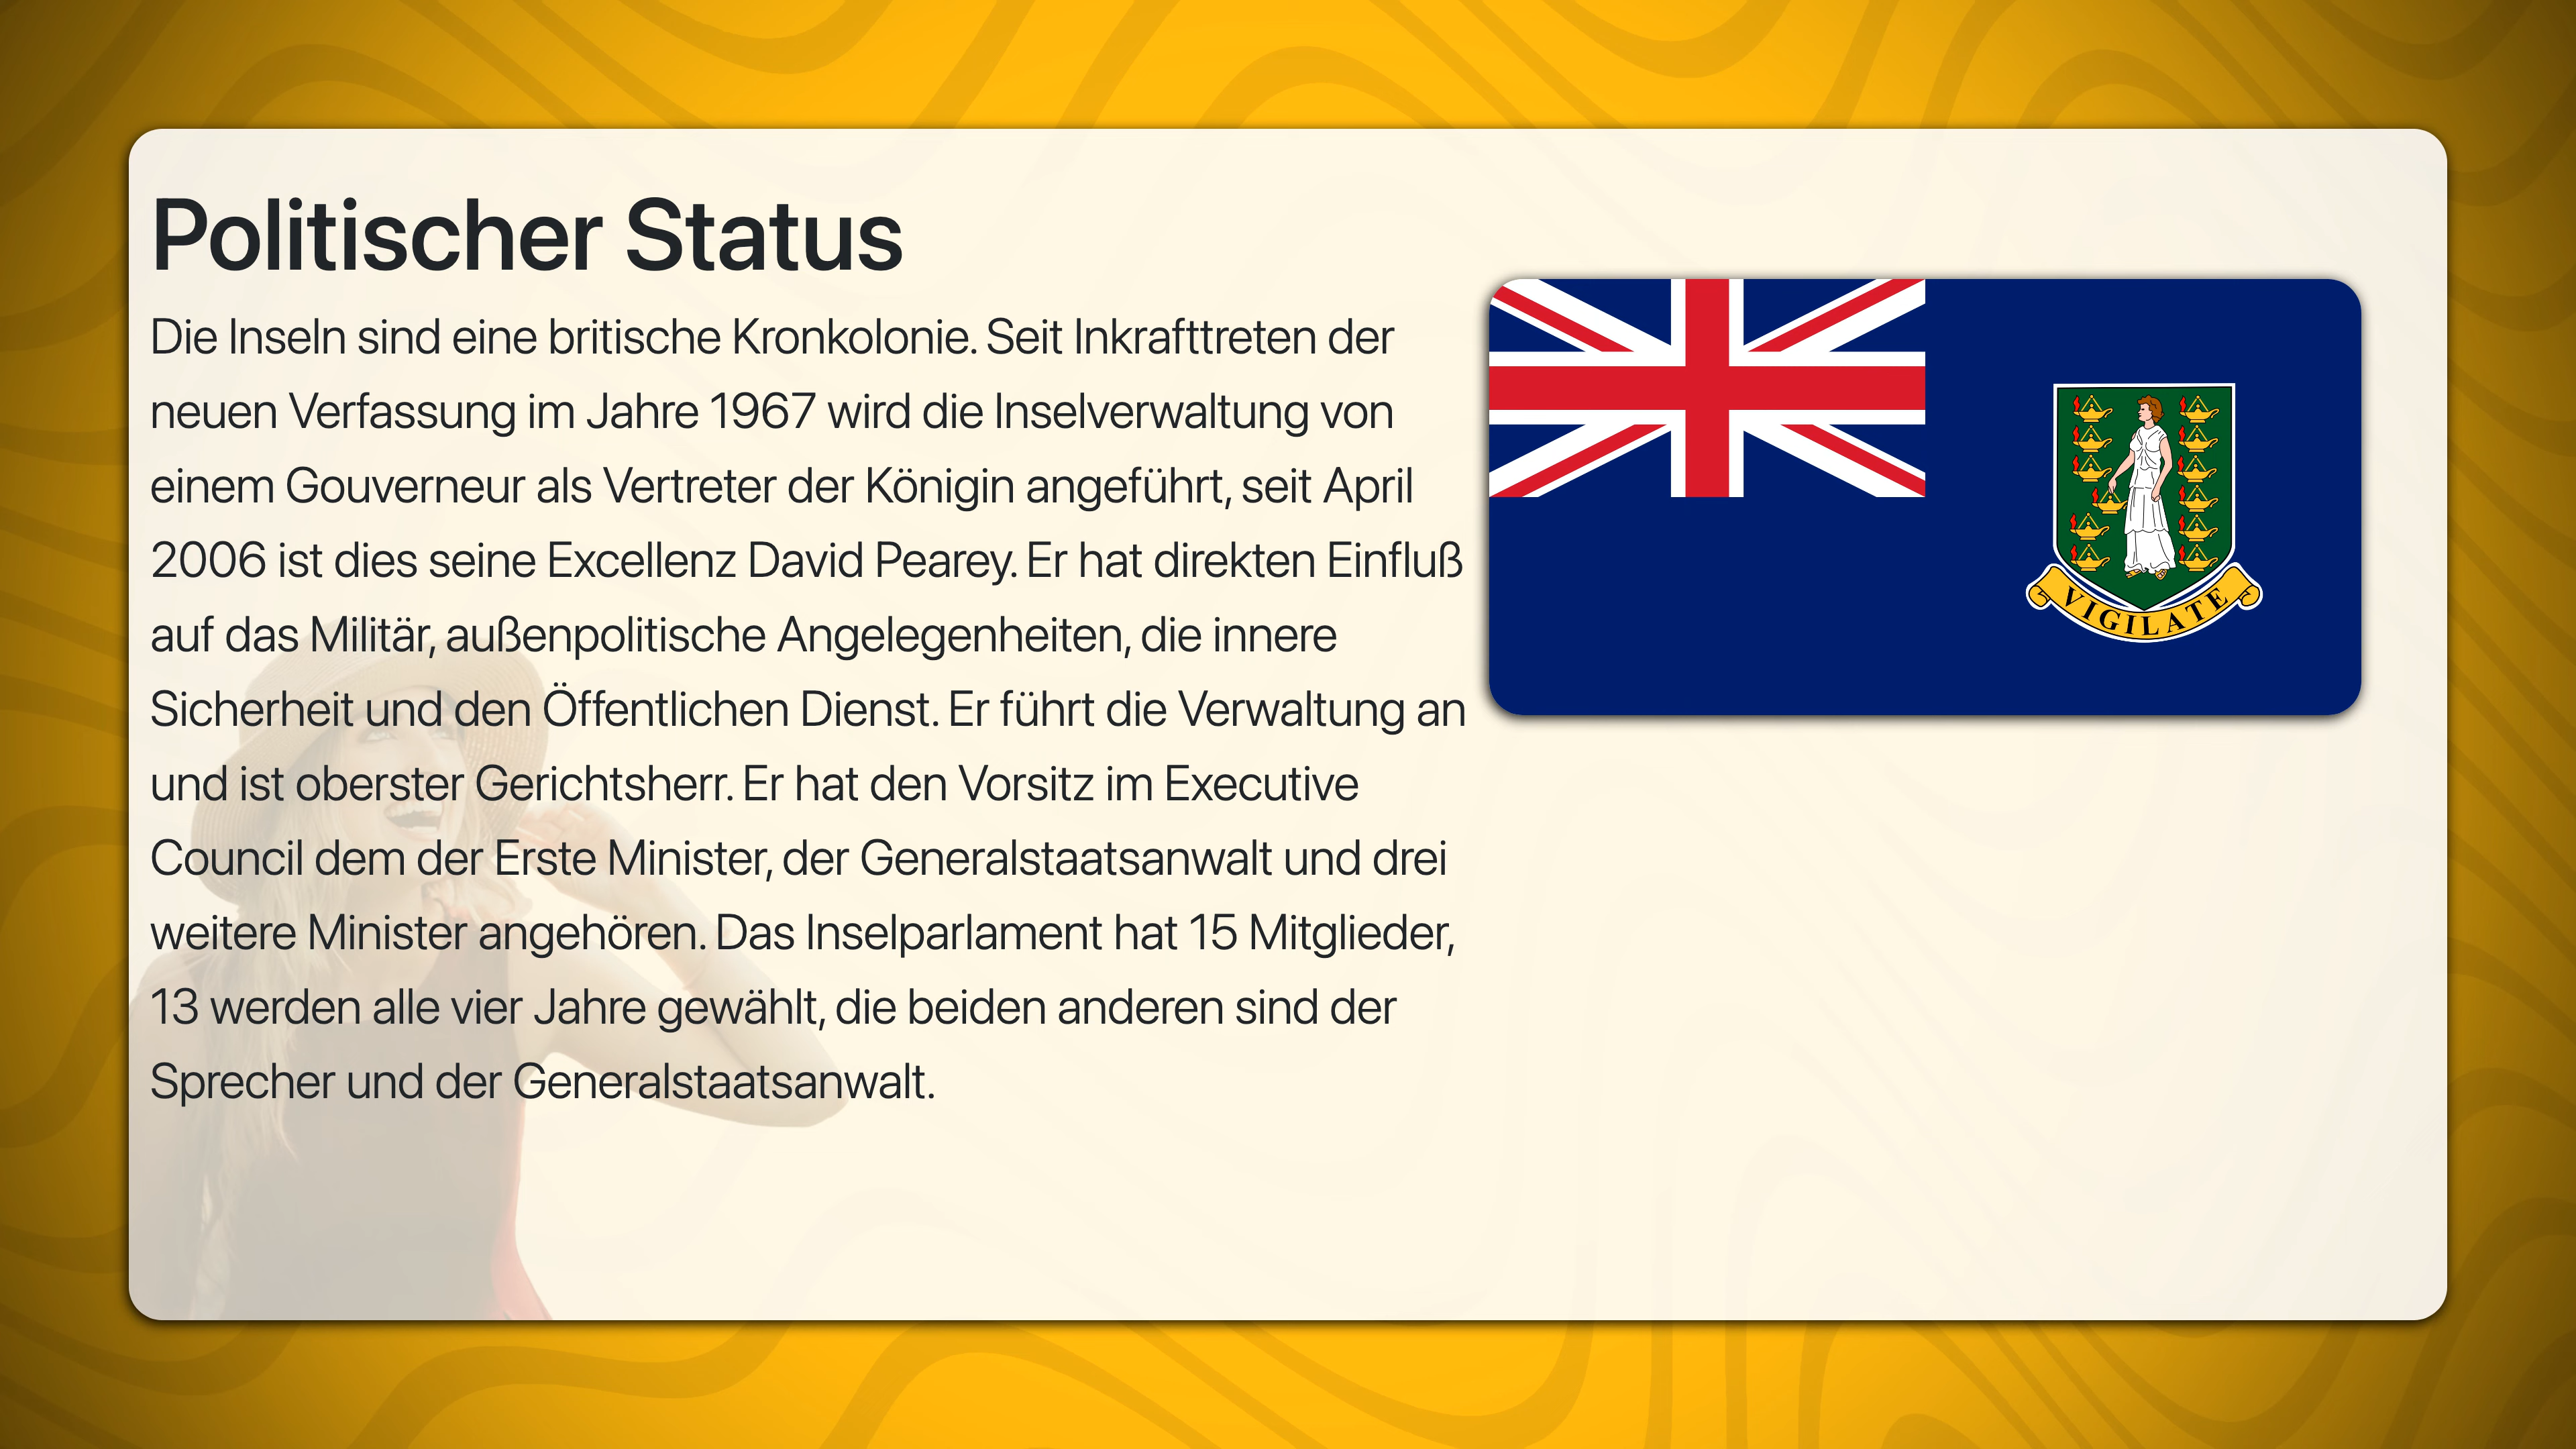 Politischer Status
Die Inseln sind eine britische Kronkolonie. Seit Inkrafttreten der
neuen Verfassung im Jahre 1967 wird die Inselverwaltung von
einem Gouverneur als Vertreter der Königin angeführt, seit April
2006 ist dies seine Excellenz David Pearey. Er hat direkten Einfluß
auf das Militär, außenpolitische Angelegenheiten, die innere
Sicherheit und den Öffentlichen Dienst. Er führt die Verwaltung an
und ist oberster Gerichtsherr. Er hat den Vorsitz im Executive
Council dem der Erste Minister, der Generalstaatsanwalt und drei
weitere Minister angehören. Das Inselparlament hat 15 Mitglieder,
13 werden alle vier Jahre gewählt, die beiden anderen sind der
Sprecher und der Generalstaatsanwalt.
VIGILATE